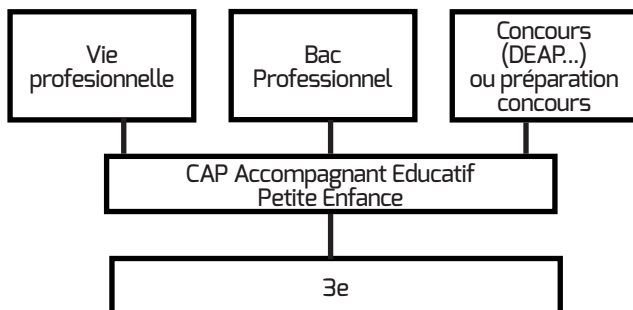 Vie
profesionnelle
Bac
Professionnel
Concours
(DEAP...)
ou préparation
concours
CAP Accompagnant Educatif
Petite Enfance
3e